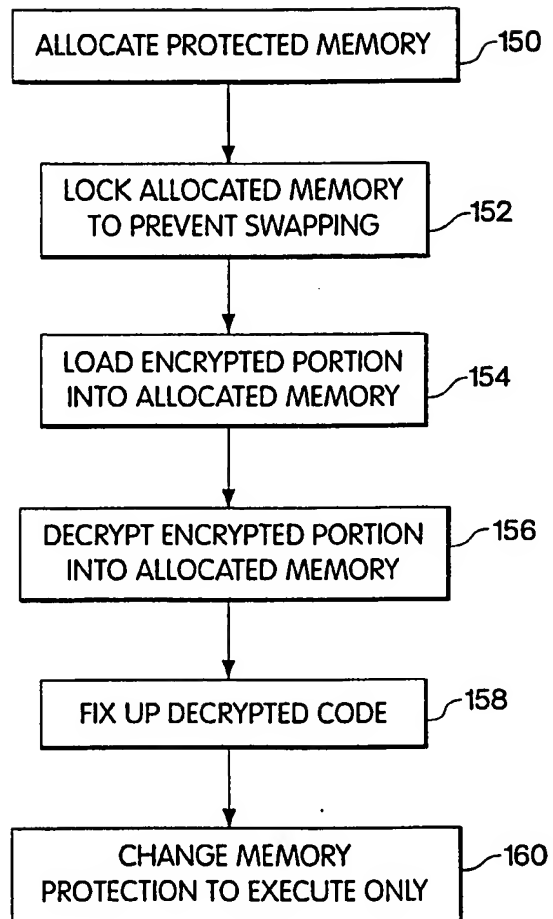 ALLOCATE PROTECTED MEMORY
150
LOCK ALLOCATED MEMORY
TO PREVENT SWAPPING
152
LOAD ENCRYPTED PORTION
INTO ALLOCATED MEMORY
154
DECRYPT ENCRYPTED PORTION
INTO ALLOCATED MEMORY
156
FIX UP DECRYPTED CODE
158
CHANGE MEMORY
PROTECTION TO EXECUTE ONLY
160